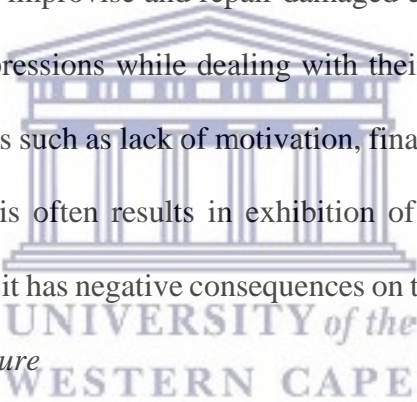 improvise and repair damaged
pressions while dealing with thei
s such as lack of motivation, fina
is often results in exhibition of
it has negative consequences on t
UNIVERSITY of the
ure
WESTERN CAPE